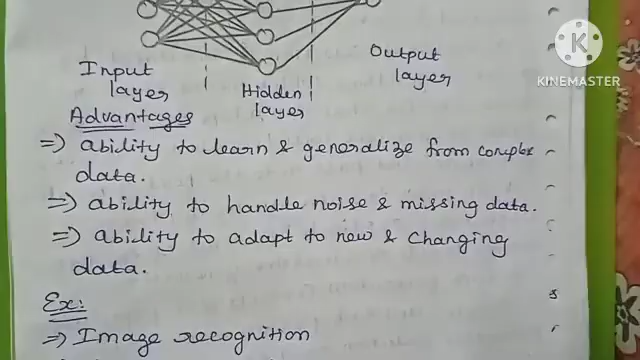 Input
layer
Hidden
layer
Output
layer
KINEMASTER
Advantages
=> ability to learn & generalize from complex
data.
=> ability to handle noise & missing data.
=> ability to adapt to new & changing
data.
Ex:
=> Image recognition